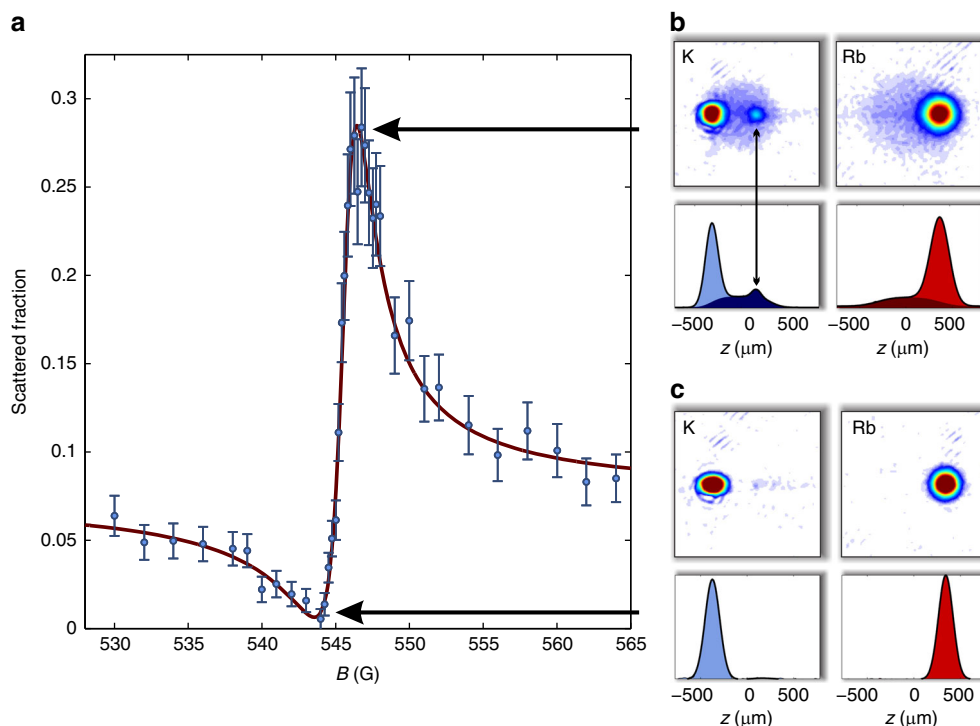 a
Scattered fraction
0.3
0.25
0.2
0.15
0.1
0.05
0
530 535 540 545 550 555 560 565
B (G)
b
K Rb
−500 0 500 −500 0 500
z (μm) z (μm)
c
K Rb
−500 0 500 −500 0 500
z (μm) z (μm)